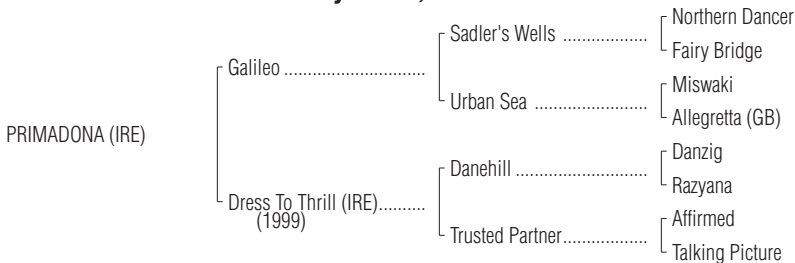 Northern Dancer
Sadler's Wells ..................
Fairy Bridge
Galileo ..............................
Miswaki
Urban Sea ........................
Allegretta (GB)
PRIMADONA (IRE)
Danzig
Danehill ............................
Razyana
Dress To Thrill (IRE)..........
(1999)
Affirmed
Trusted Partner..................
Talking Picture